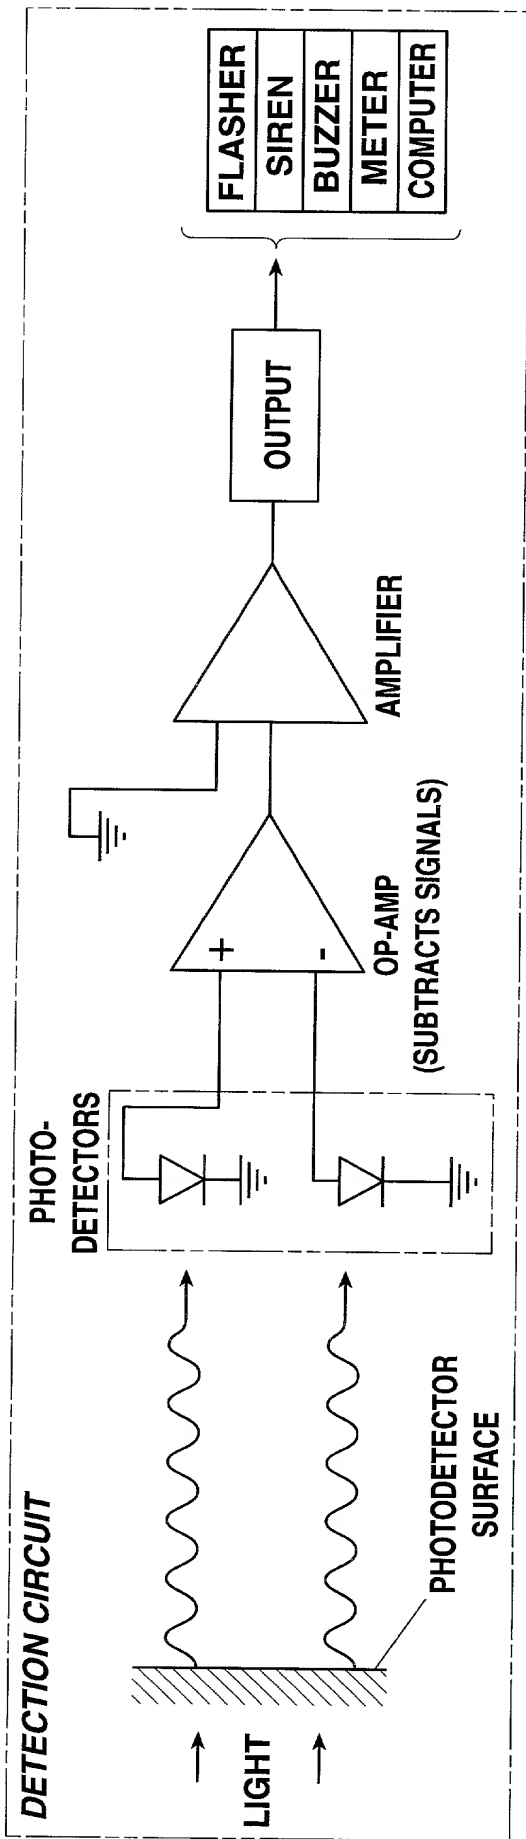 DETECTION CIRCUIT
LIGHT
PHOTODETECTOR
SURFACE
PHOTO-
DETECTORS
+
-
OP-AMP
(SUBTRACTS SIGNALS)
AMPLIFIER
OUTPUT
FLASHER
SIREN
BUZZER
METER
COMPUTER